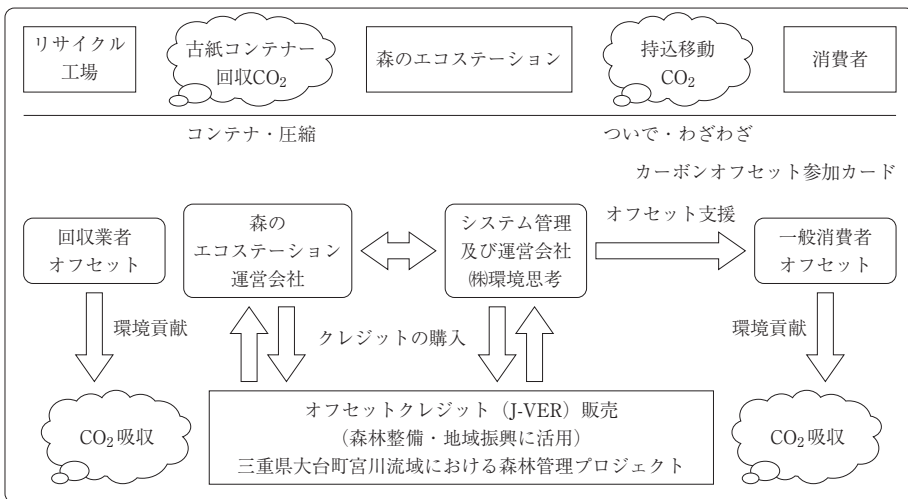 リサイクル
工場
古紙コンテナー
回収CO₂
森のエコステーション
持込移動
CO₂
消費者
コンテナ・圧縮
ついで・わざわざ
カーボンオフセット参加カード
回収業者
オフセット
森の
エコステーション
運営会社
システム管理
及び運営会社
㈱環境思考
オフセット支援
一般消費者
オフセット
環境貢献
クレジットの購入
環境貢献
CO₂吸収
オフセットクレジット（J-VER）販売
（森林整備・地域振興に活用）
三重県大台町宮川流域における森林管理プロジェクト
CO₂吸収